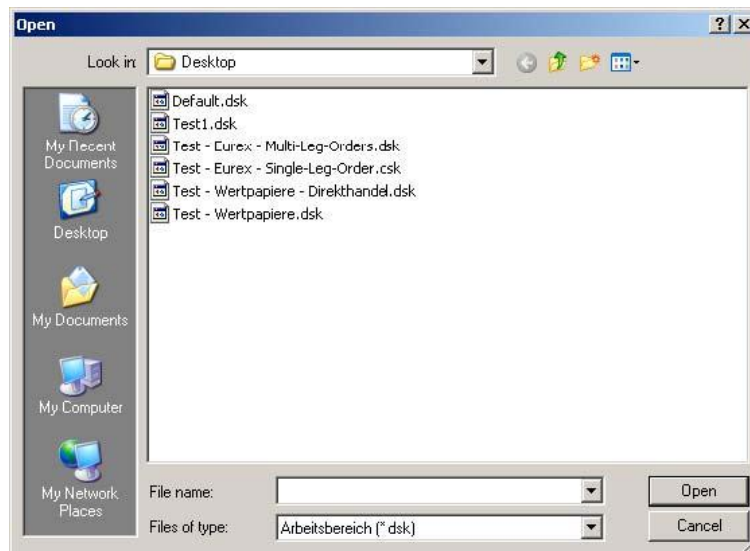 Open
Look in:
Desktop
Default.dsk
Test1.dsk
Test - Eurex - Multi-Leg-Orders.dsk
Test - Eurex - Single-Leg-Order.csk
Test - Wertpapiere - Direkthandel.dsk
Test - Wertpapiere.dsk
My Recent
Documents
Desktop
My Documents
My Computer
My Network
Places
File name:
Open
Files of type:
Arbeitsbereich (*dsk)
Cancel